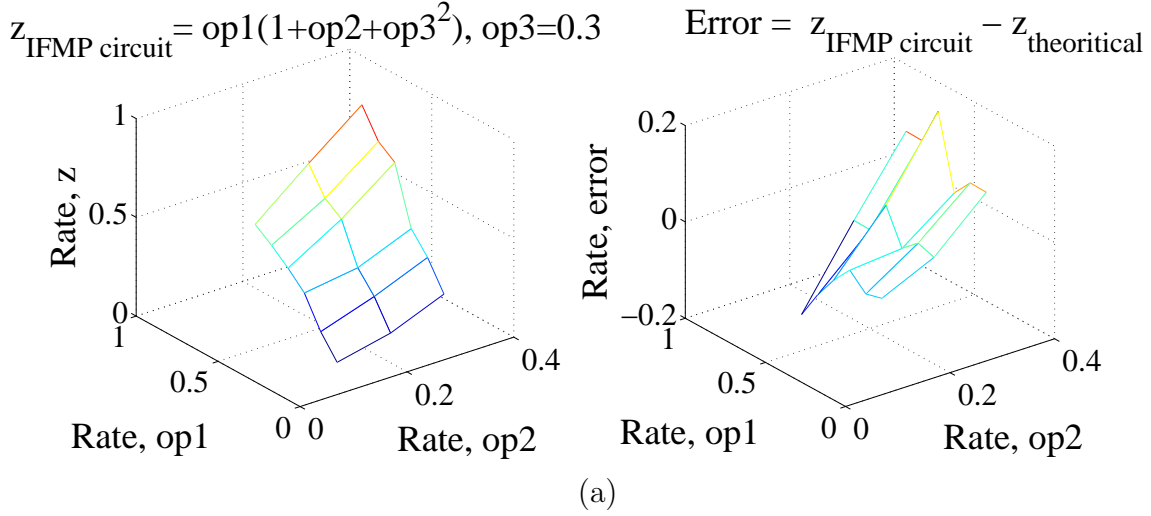 z_IFMP circuit = op1(1+op2+op3^2), op3=0.3
Error = z_IFMP circuit − z_theoritical
1
0.5
0
Rate, z
1
0.5
0
Rate, op1
0
0.2
0.4
Rate, op2
0.2
0
−0.2
Rate, error
1
0.5
0
Rate, op1
0
0.2
0.4
Rate, op2
(a)